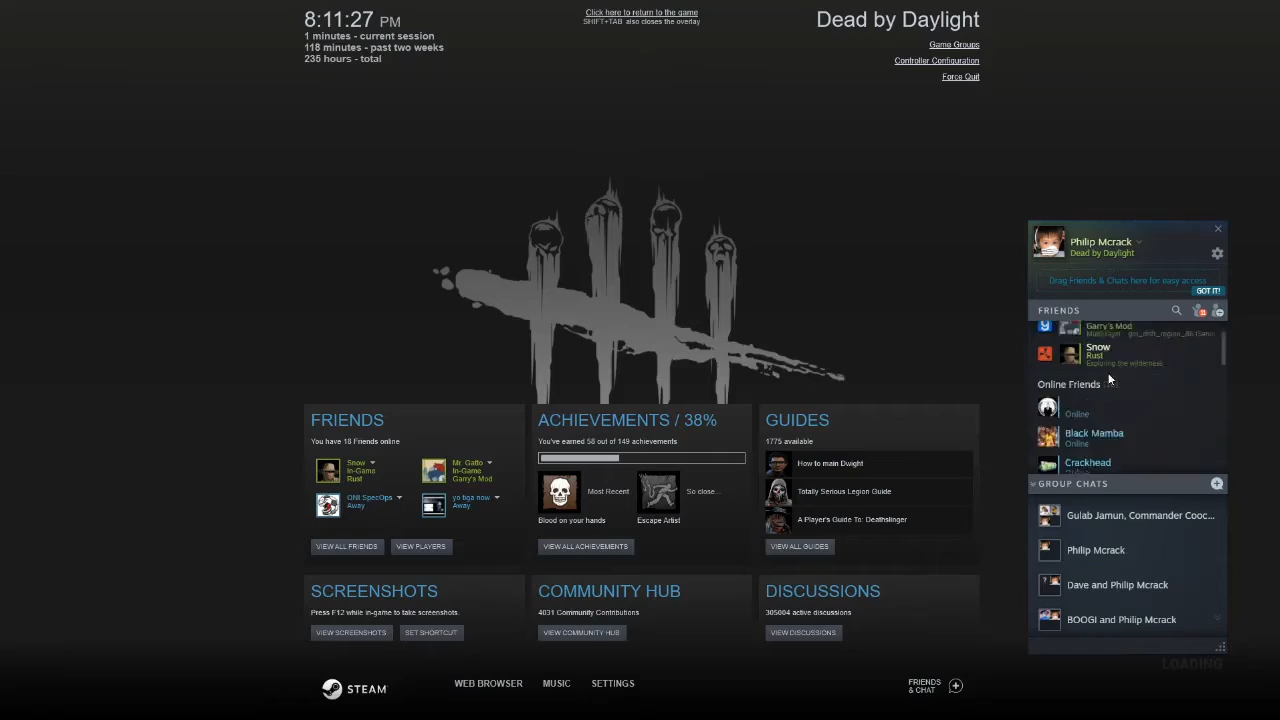 8:11:27 PM
1 minutes - current session
118 minutes - past two weeks
235 hours - total
Click here to return to the game
SHIFT+TAB also closes the overlay
Dead by Daylight
Game Groups
Controller Configuration
Force Quit
Philip Mcrack
Dead by Daylight
Drag Friends & Chats here for easy access
GOT IT!
FRIENDS
Garry's Mod
Snow
Rust
Exploring the wilderness
Online Friends
Online
Black Mamba
Online
Crackhead
GROUP CHATS
Gulab Jamun, Commander Cooc...
Philip Mcrack
Dave and Philip Mcrack
BOOGI and Philip Mcrack
LOADING
FRIENDS
You have 18 Friends online
Snow
In-Game
Rust
Mr. Gatto
In-Game
Garry's Mod
ONI SpecOps
Away
yo tiga now
Away
VIEW ALL FRIENDS
VIEW PLAYERS
ACHIEVEMENTS / 38%
You've earned 58 out of 149 achievements
Most Recent
So close...
Blood on your hands
Escape Artist
VIEW ALL ACHIEVEMENTS
GUIDES
1775 available
How to main Dwight
Totally Serious Legion Guide
A Player's Guide To: Deathslinger
VIEW ALL GUIDES
SCREENSHOTS
Press F12 while in-game to take screenshots.
VIEW SCREENSHOTS
SET SHORTCUT
COMMUNITY HUB
4031 Community Contributions
VIEW COMMUNITY HUB
DISCUSSIONS
305004 active discussions
VIEW DISCUSSIONS
STEAM
WEB BROWSER
MUSIC
SETTINGS
FRIENDS
& CHAT